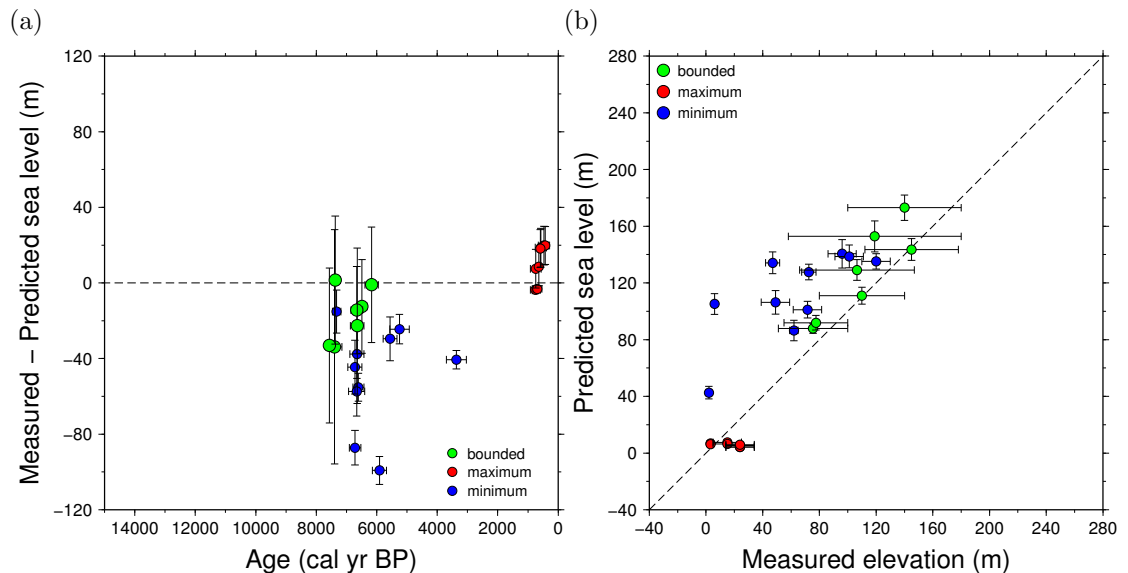 (a)
(b)
Measured − Predicted sea level (m)
120
80
40
0
−40
−80
−120
14000 12000 10000 8000 6000 4000 2000 0
Age (cal yr BP)
bounded
maximum
minimum
Predicted sea level (m)
280
240
200
160
120
80
40
0
−40
−40 0 40 80 120 160 200 240 280
Measured elevation (m)
bounded
maximum
minimum